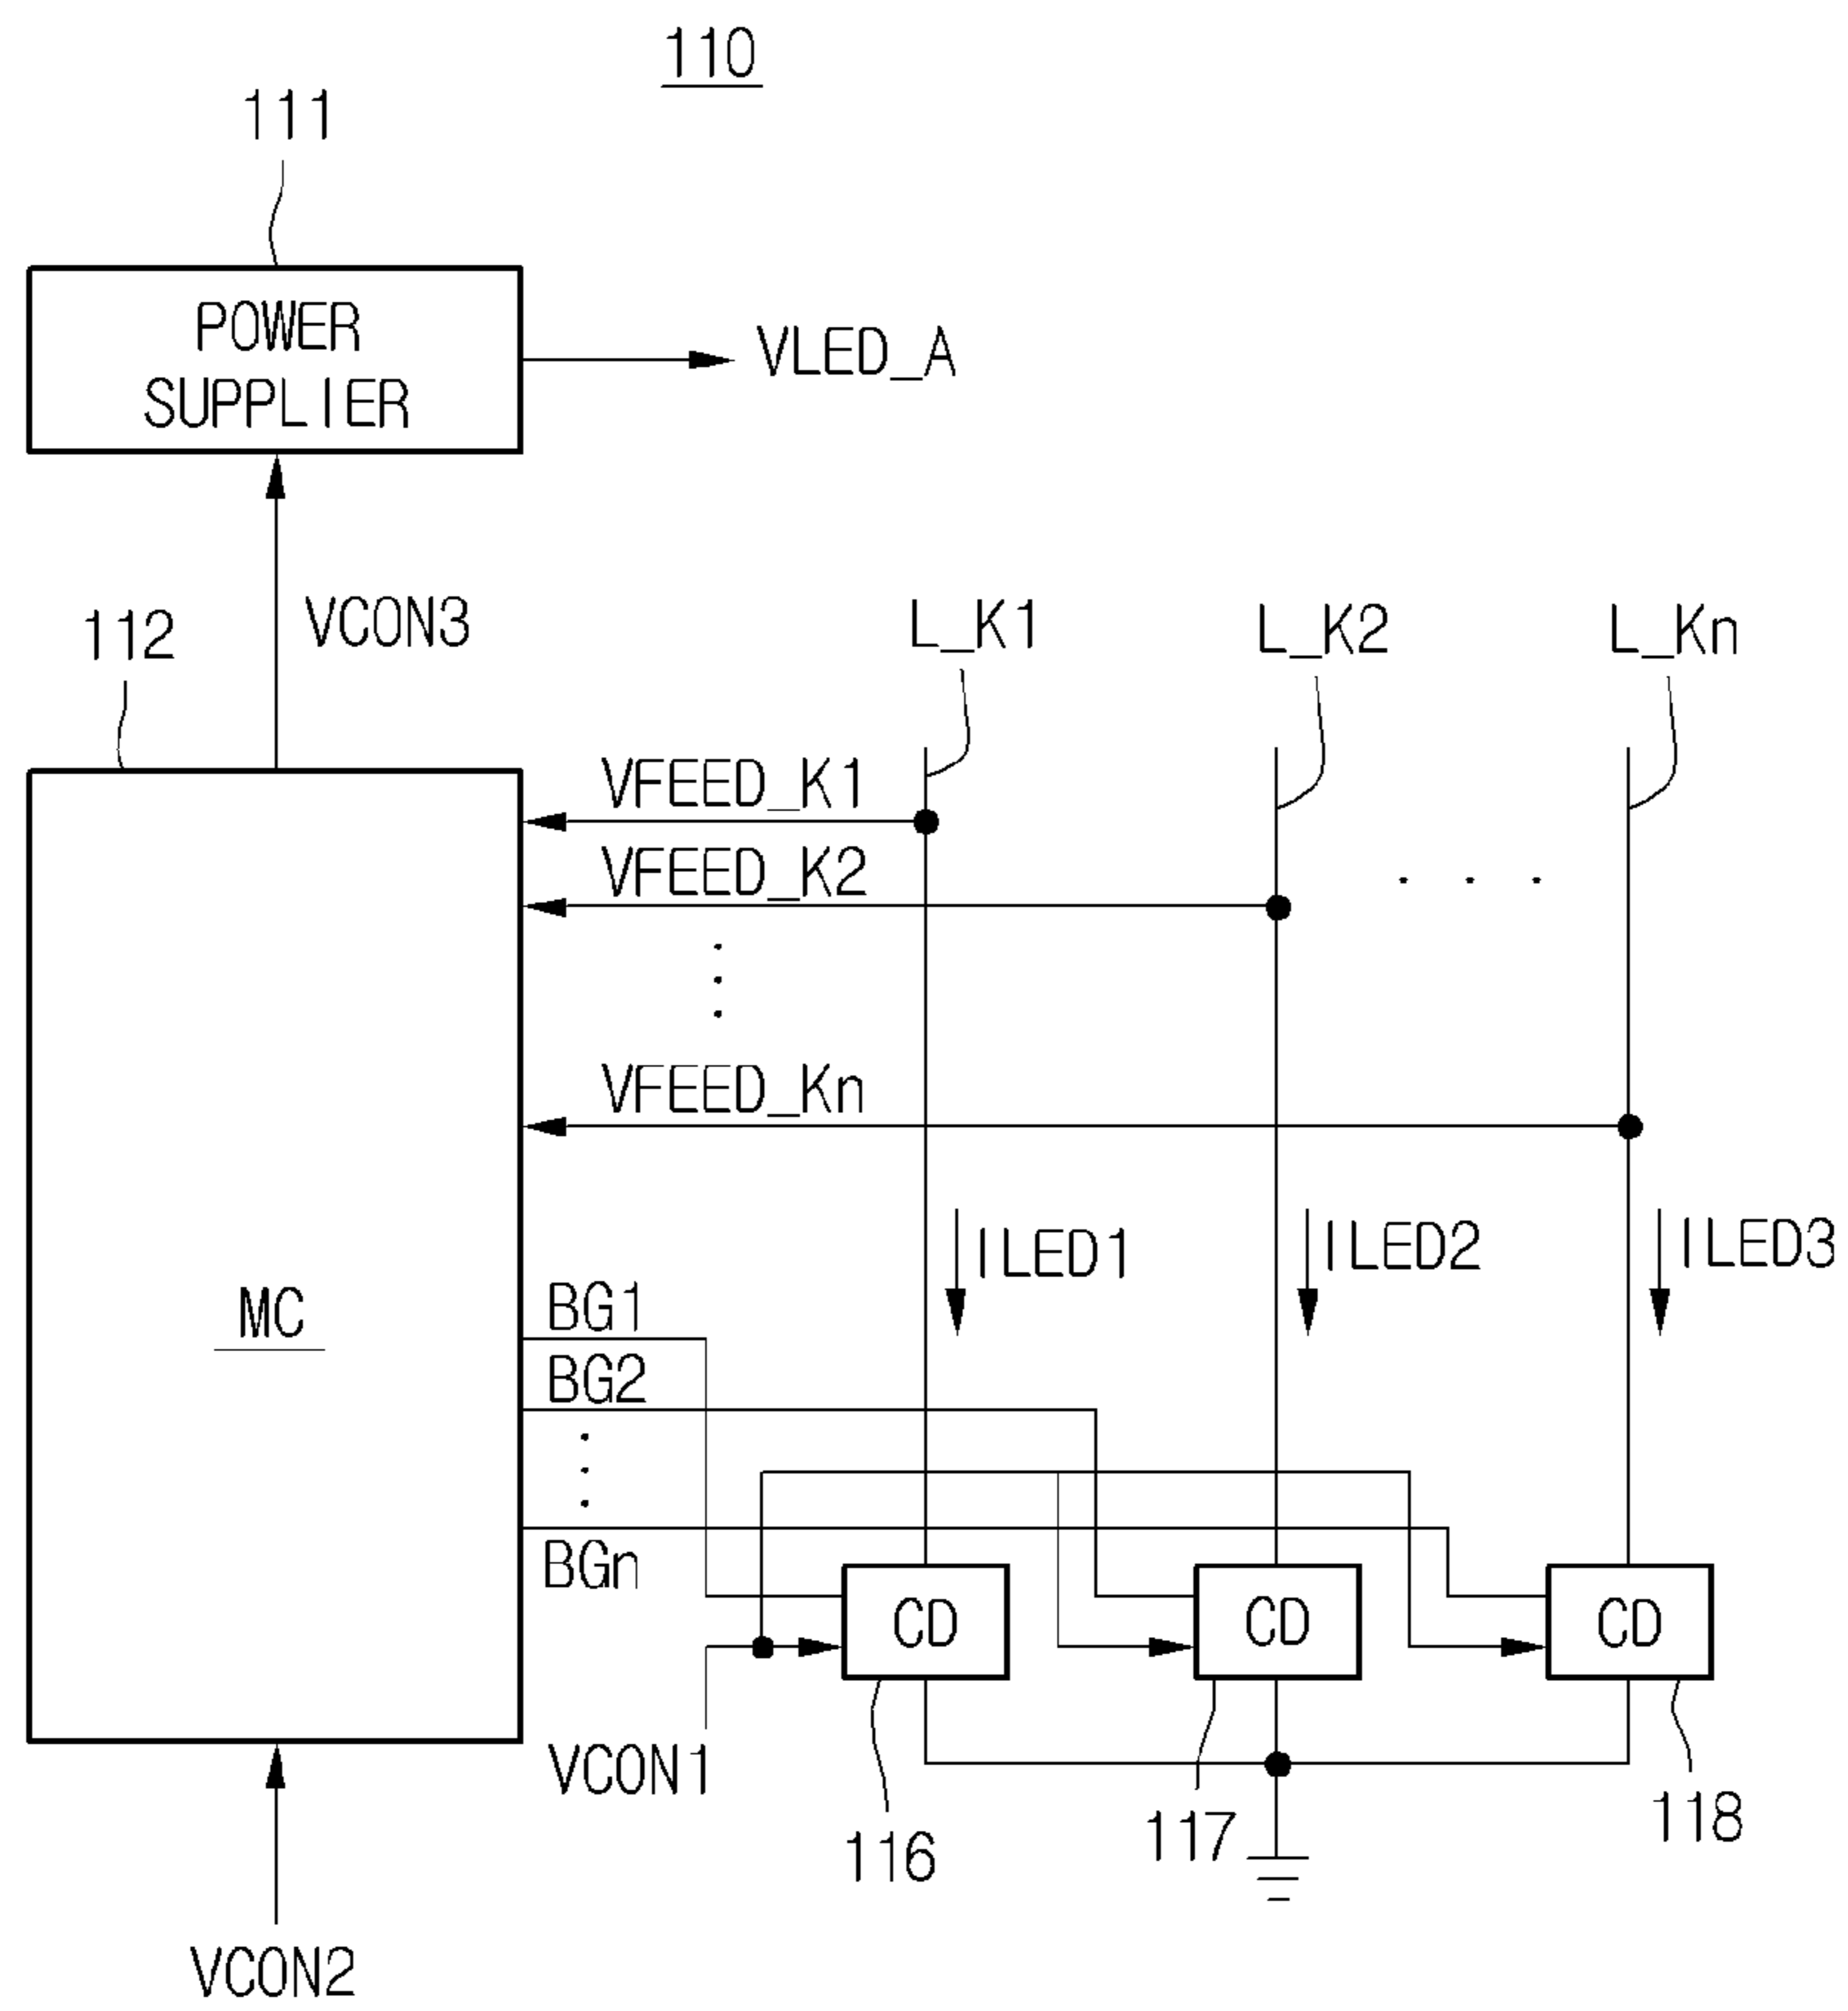 110
111
POWER
SUPPLIER
VLED_A
VCON3
112
L_K1
L_K2
L_Kn
VFEED_K1
VFEED_K2
VFEED_Kn
ILED1
ILED2
ILED3
MC
BG1
BG2
BGn
CD
CD
CD
VCON1
116
117
118
VCON2